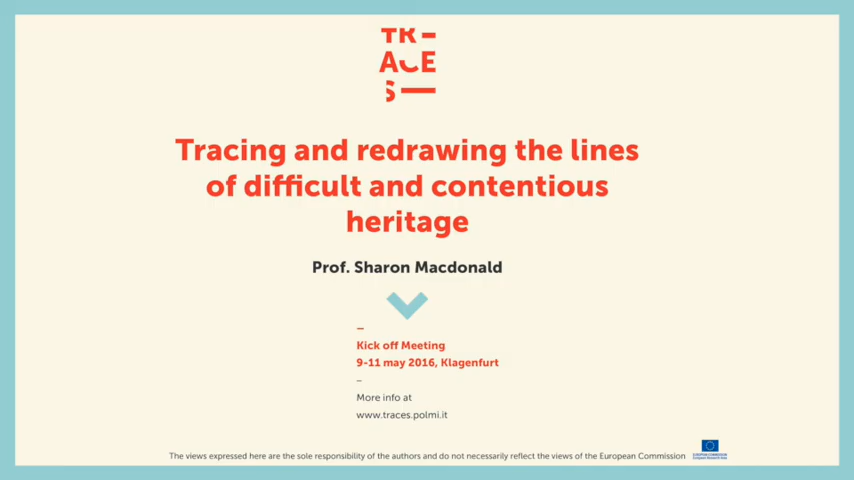 TR–
ACE
S—
Tracing and redrawing the lines
of difficult and contentious
heritage
Prof. Sharon Macdonald
–
Kick off Meeting
9-11 may 2016, Klagenfurt
–
More info at
www.traces.polmi.it
The views expressed here are the sole responsibility of the authors and do not necessarily reflect the views of the European Commission